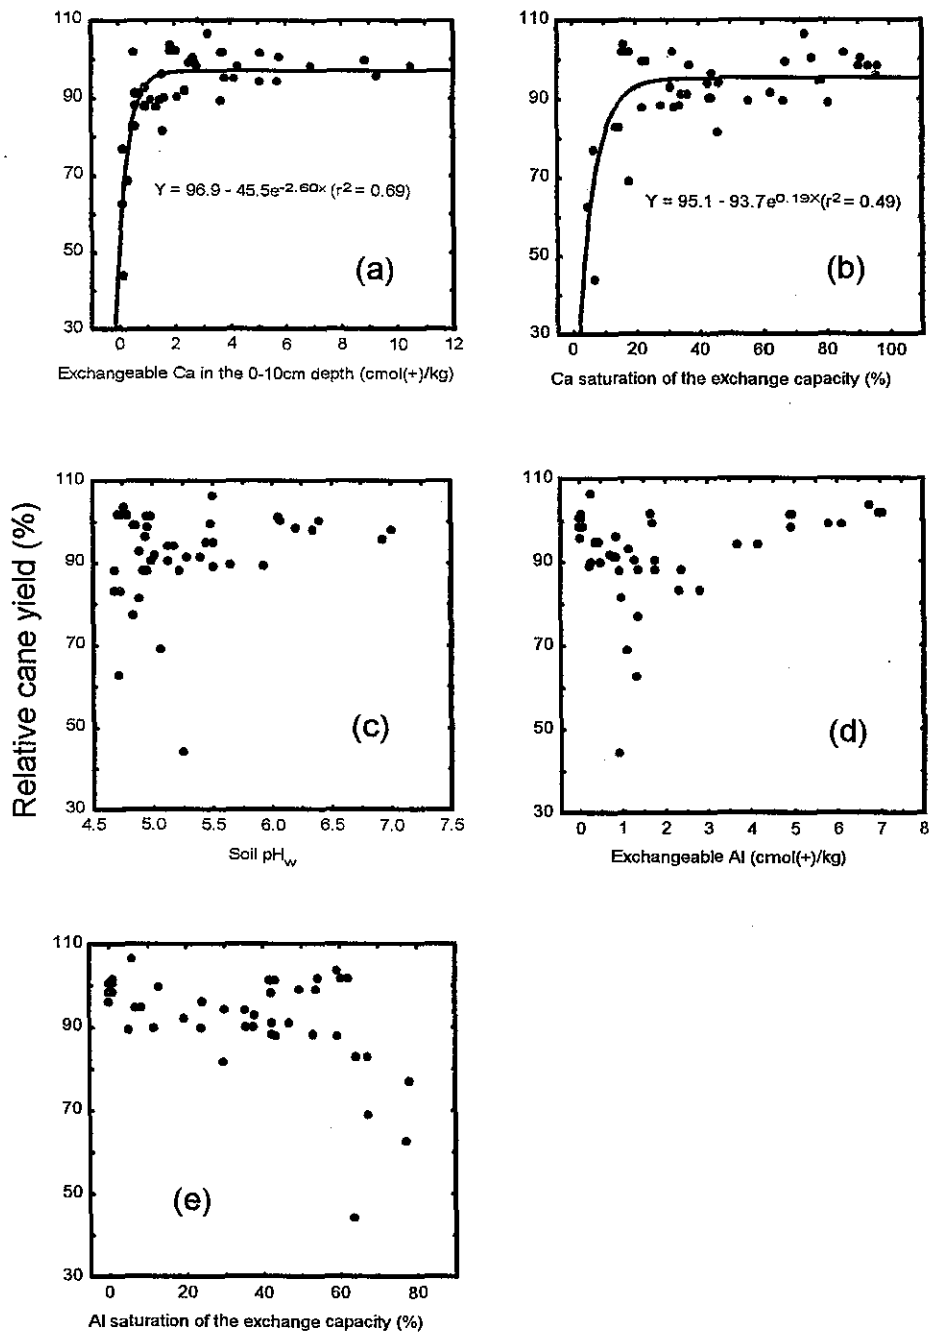 110
90
70
50
30
Y = 96.9 - 45.5e-2.60x (r2 = 0.69)
(a)
0 2 4 6 8 10 12
Exchangeable Ca in the 0-10cm depth (cmol(+)/kg)
110
90
70
50
30
Y = 95.1 - 93.7e0.19X(r2 = 0.49)
(b)
0 20 40 60 80 100
Ca saturation of the exchange capacity (%)
Relative cane yield (%)
110
90
70
50
30
(c)
4.5 5.0 5.5 6.0 6.5 7.0 7.5
Soil pHw
110
90
70
50
30
(d)
0 1 2 3 4 5 6 7 8
Exchangeable Al (cmol(+)/kg)
110
90
70
50
30
(e)
0 20 40 60 80
Al saturation of the exchange capacity (%)